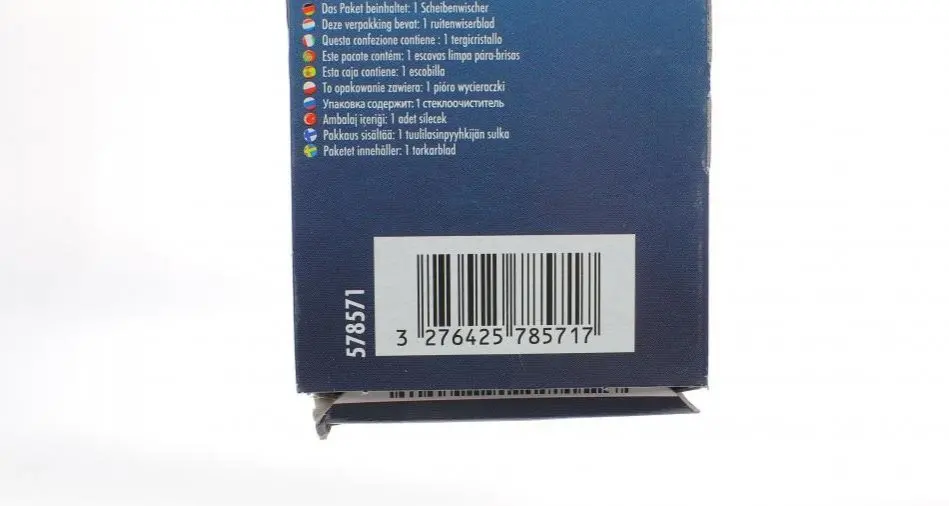 Das Paket beinhaltet: 1 Scheibenwischer
Deze verpakking bevat: 1 ruitenwiserblad
Questa confezione contiene : 1 tergicristallo
Este pacote contém: 1 escovas limpa pára-brisas
Esta caja contiene: 1 escobilla
To opakowanie zawiera: 1 pióro wycieraczki
Упаковка содержит: 1 стеклоочиститель
Ambalaj içeriği: 1 adet silecek
Pakkaus sisältää: 1 tuulilasinpyyhkijän sulka
Paketet innehåller: 1 torkarblad
578571
3 276425 785717